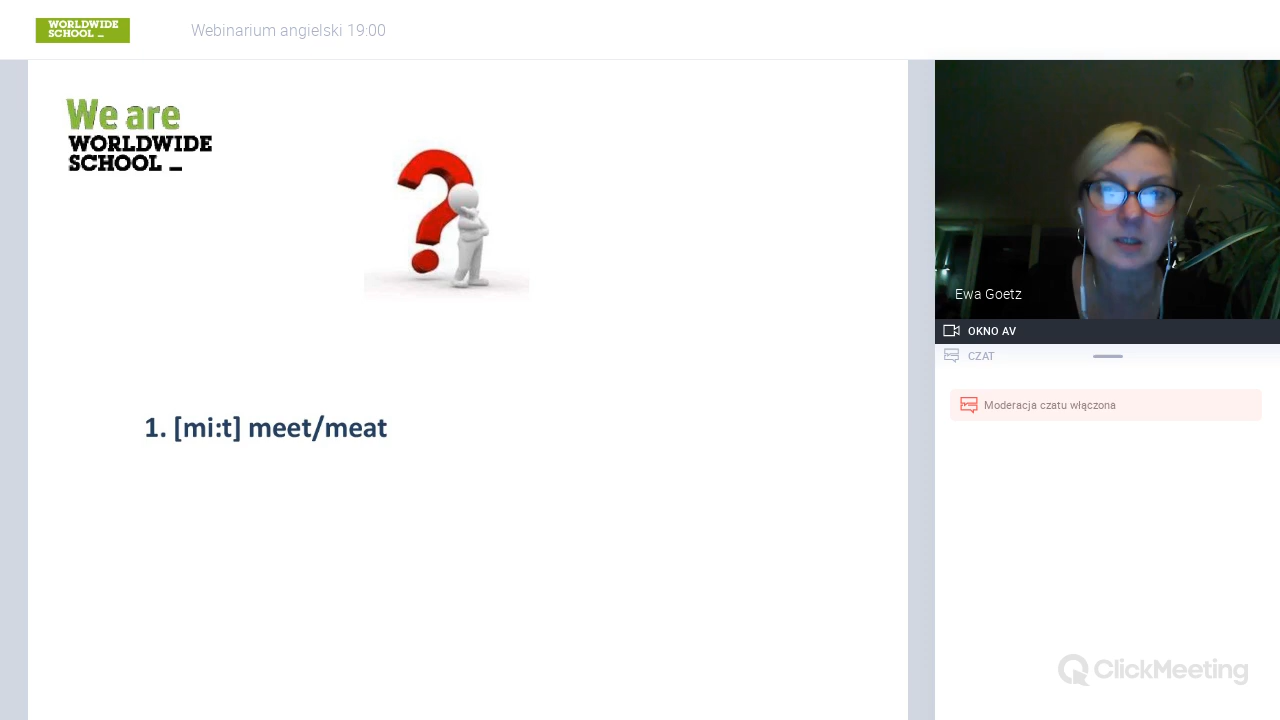 WORLDWIDE
SCHOOL _
Webinarium angielski 19:00
We are
WORLDWIDE
SCHOOL _
1. [mi:t] meet/meat
Ewa Goetz
OKNO AV
CZAT
Moderacja czatu włączona
ClickMeeting